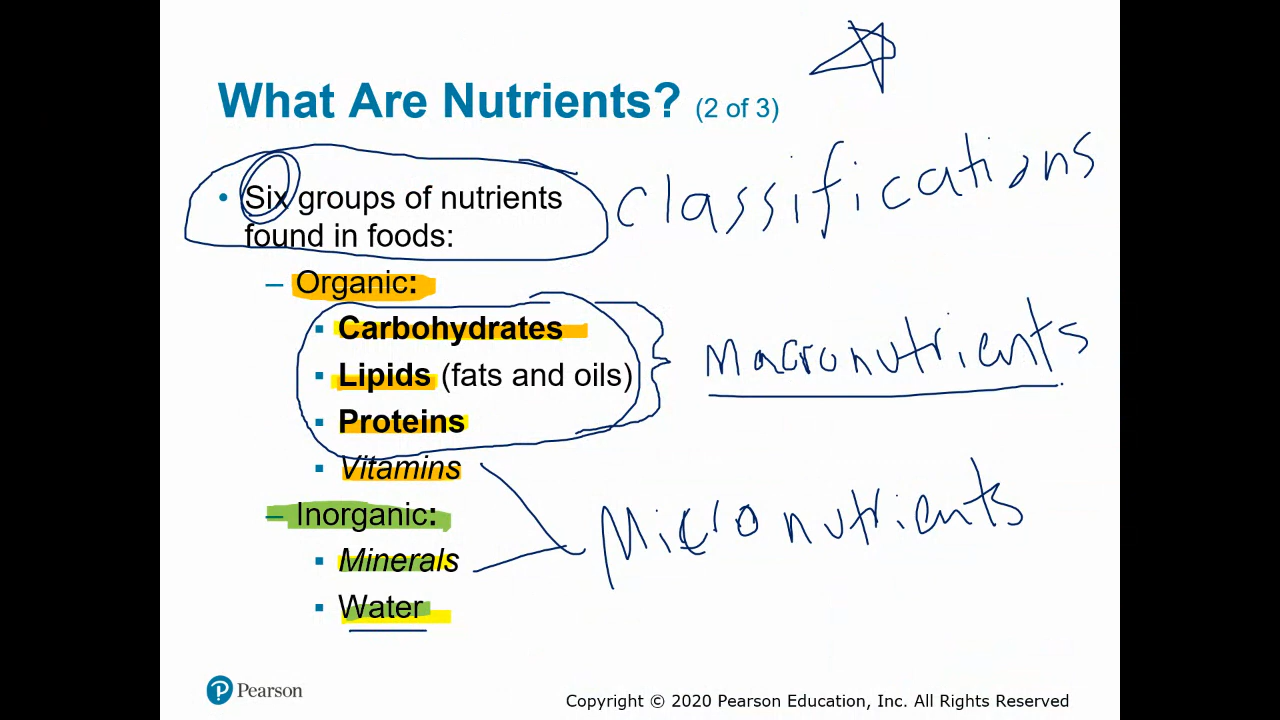 What Are Nutrients? (2 of 3)
• Six groups of nutrients
found in foods:
classifications
– Organic:
▪ Carbohydrates
▪ Lipids (fats and oils)
macronutrients
▪ Proteins
▪ Vitamins
– Inorganic:
Micronutrients
▪ Minerals
▪ Water
Pearson
Copyright © 2020 Pearson Education, Inc. All Rights Reserved